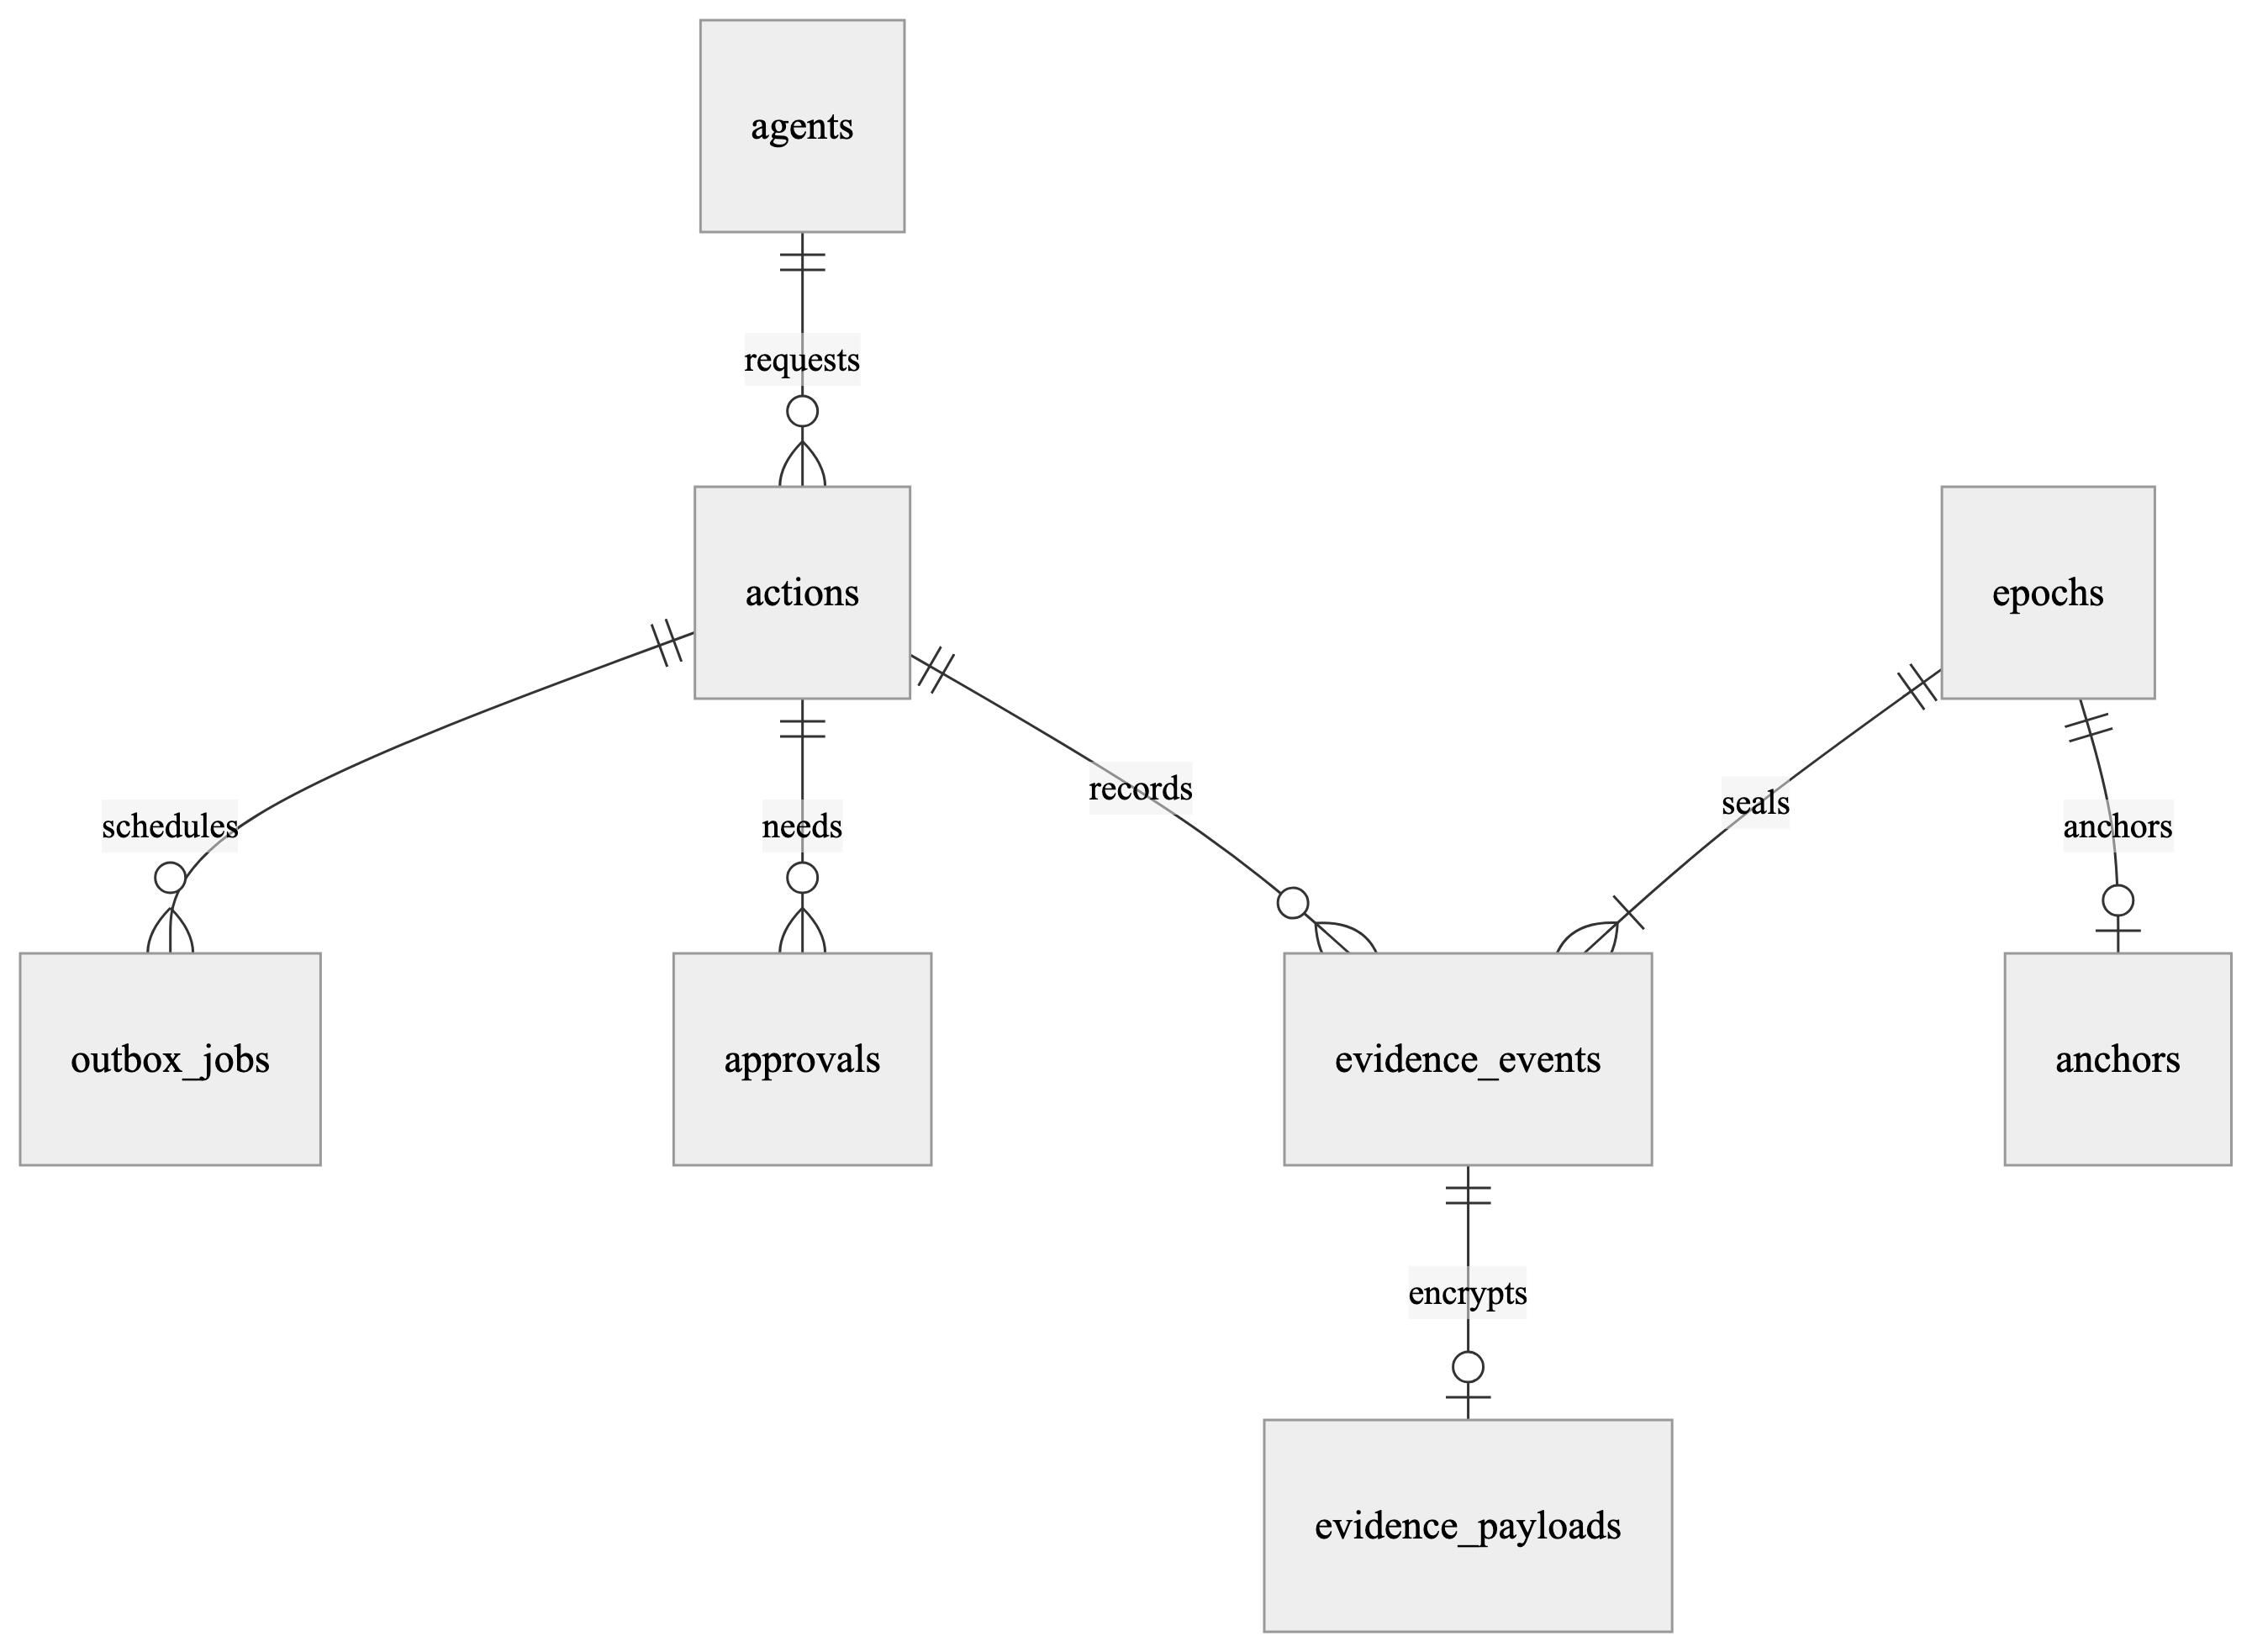 agents
requests
actions
epochs
records
seals
schedules
needs
anchors
outbox_jobs
approvals
evidence_events
anchors
encrypts
evidence_payloads